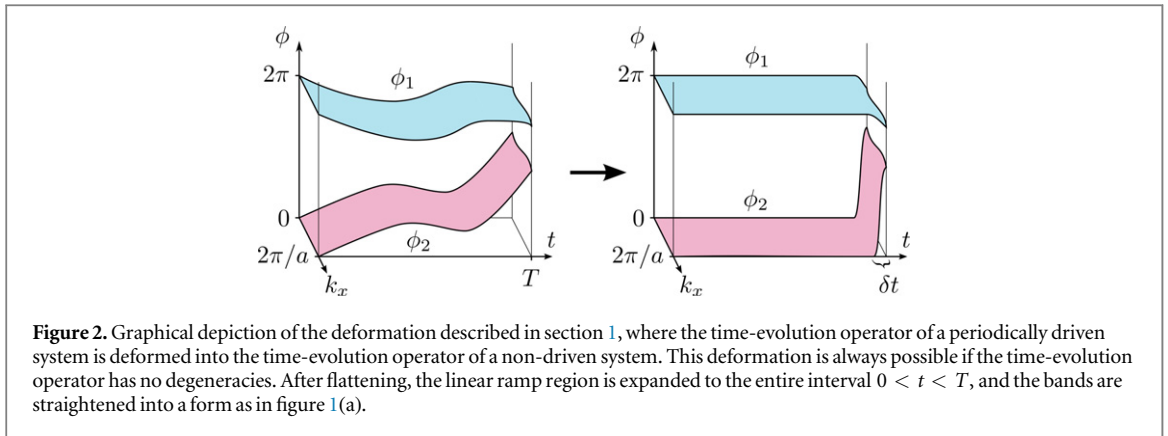 ϕ ϕ
2π ϕ₁ 2π ϕ₁
0 ϕ₂ t 0 ϕ₂ t
2π/a kₓ T 2π/a kₓ δt
Figure 2. Graphical depiction of the deformation described in section 1, where the time-evolution operator of a periodically driven
system is deformed into the time-evolution operator of a non-driven system. This deformation is always possible if the time-evolution
operator has no degeneracies. After flattening, the linear ramp region is expanded to the entire interval 0 < t < T, and the bands are
straightened into a form as in figure 1(a).